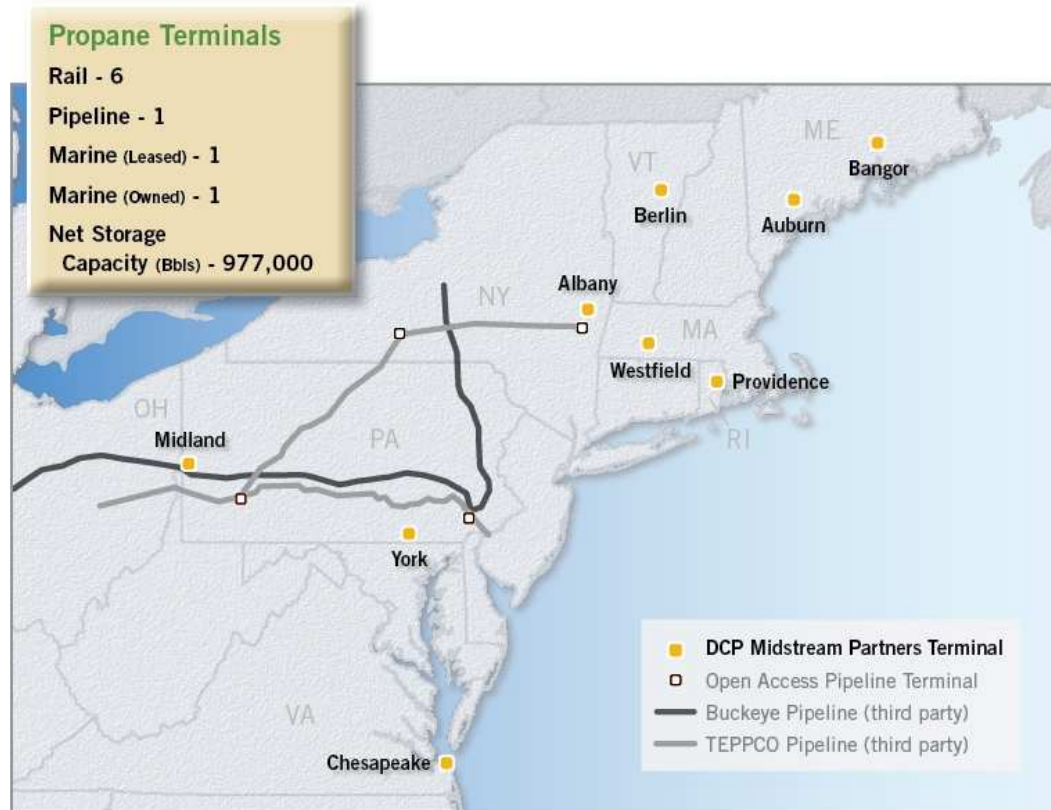 Propane Terminals
Rail - 6
Pipeline - 1
Marine (Leased) - 1
Marine (Owned) - 1
Net Storage
Capacity (Bbls) - 977,000
ME
Bangor
VT
Berlin
Auburn
Albany
NY
MA
Westfield
Providence
RI
OH
Midland
PA
York
VA
Chesapeake
DCP Midstream Partners Terminal
Open Access Pipeline Terminal
Buckeye Pipeline (third party)
TEPPCO Pipeline (third party)